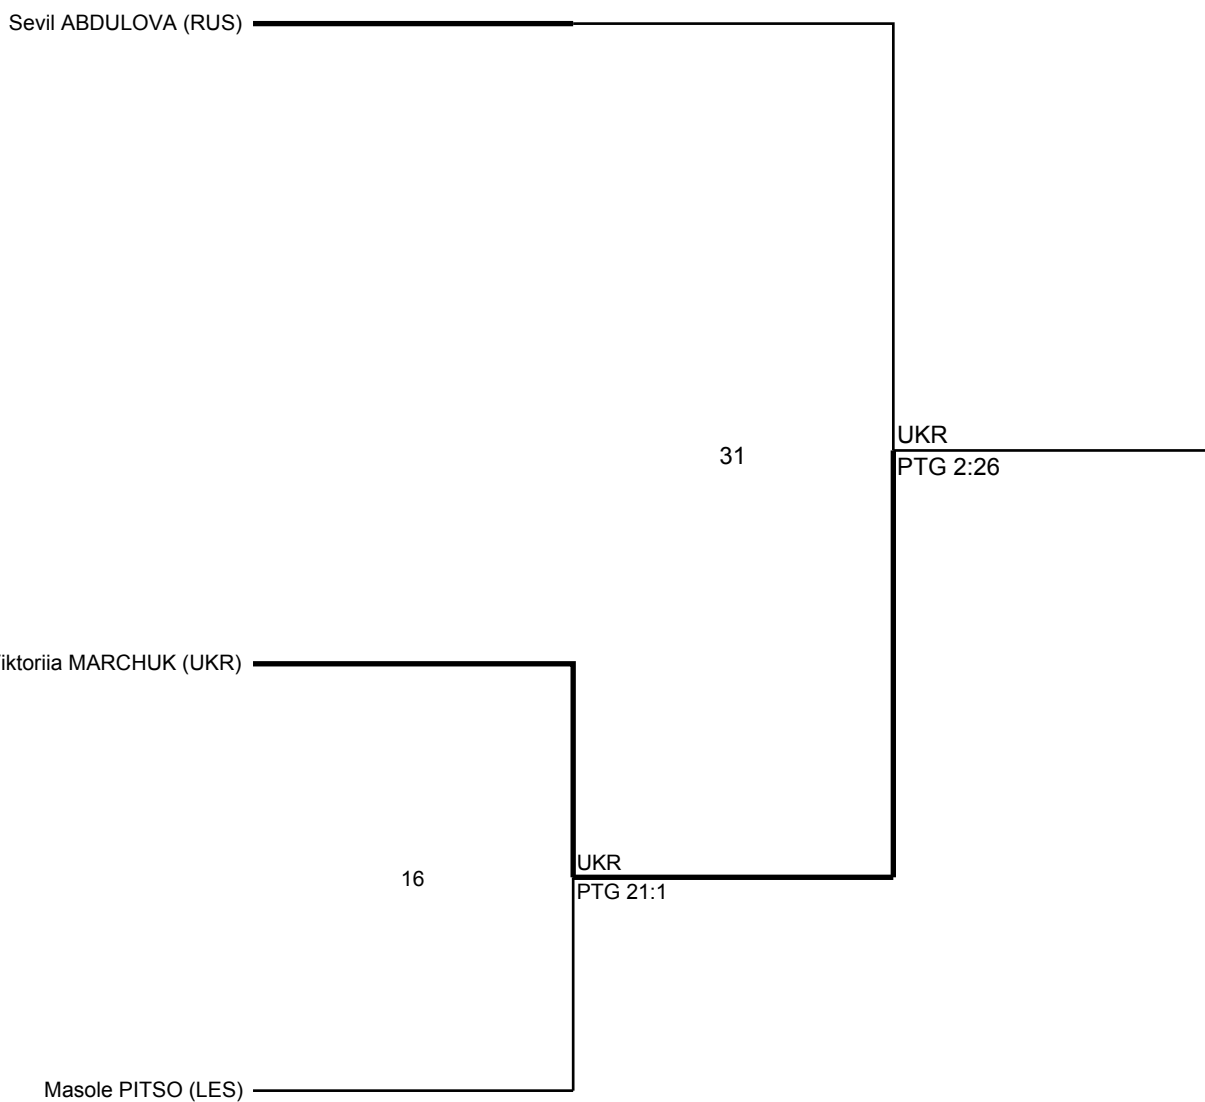 Sevil ABDULOVA (RUS)
UKR
31
PTG 2:26
iktoriia MARCHUK (UKR)
UKR
16
PTG 21:1
Masole PITSO (LES)